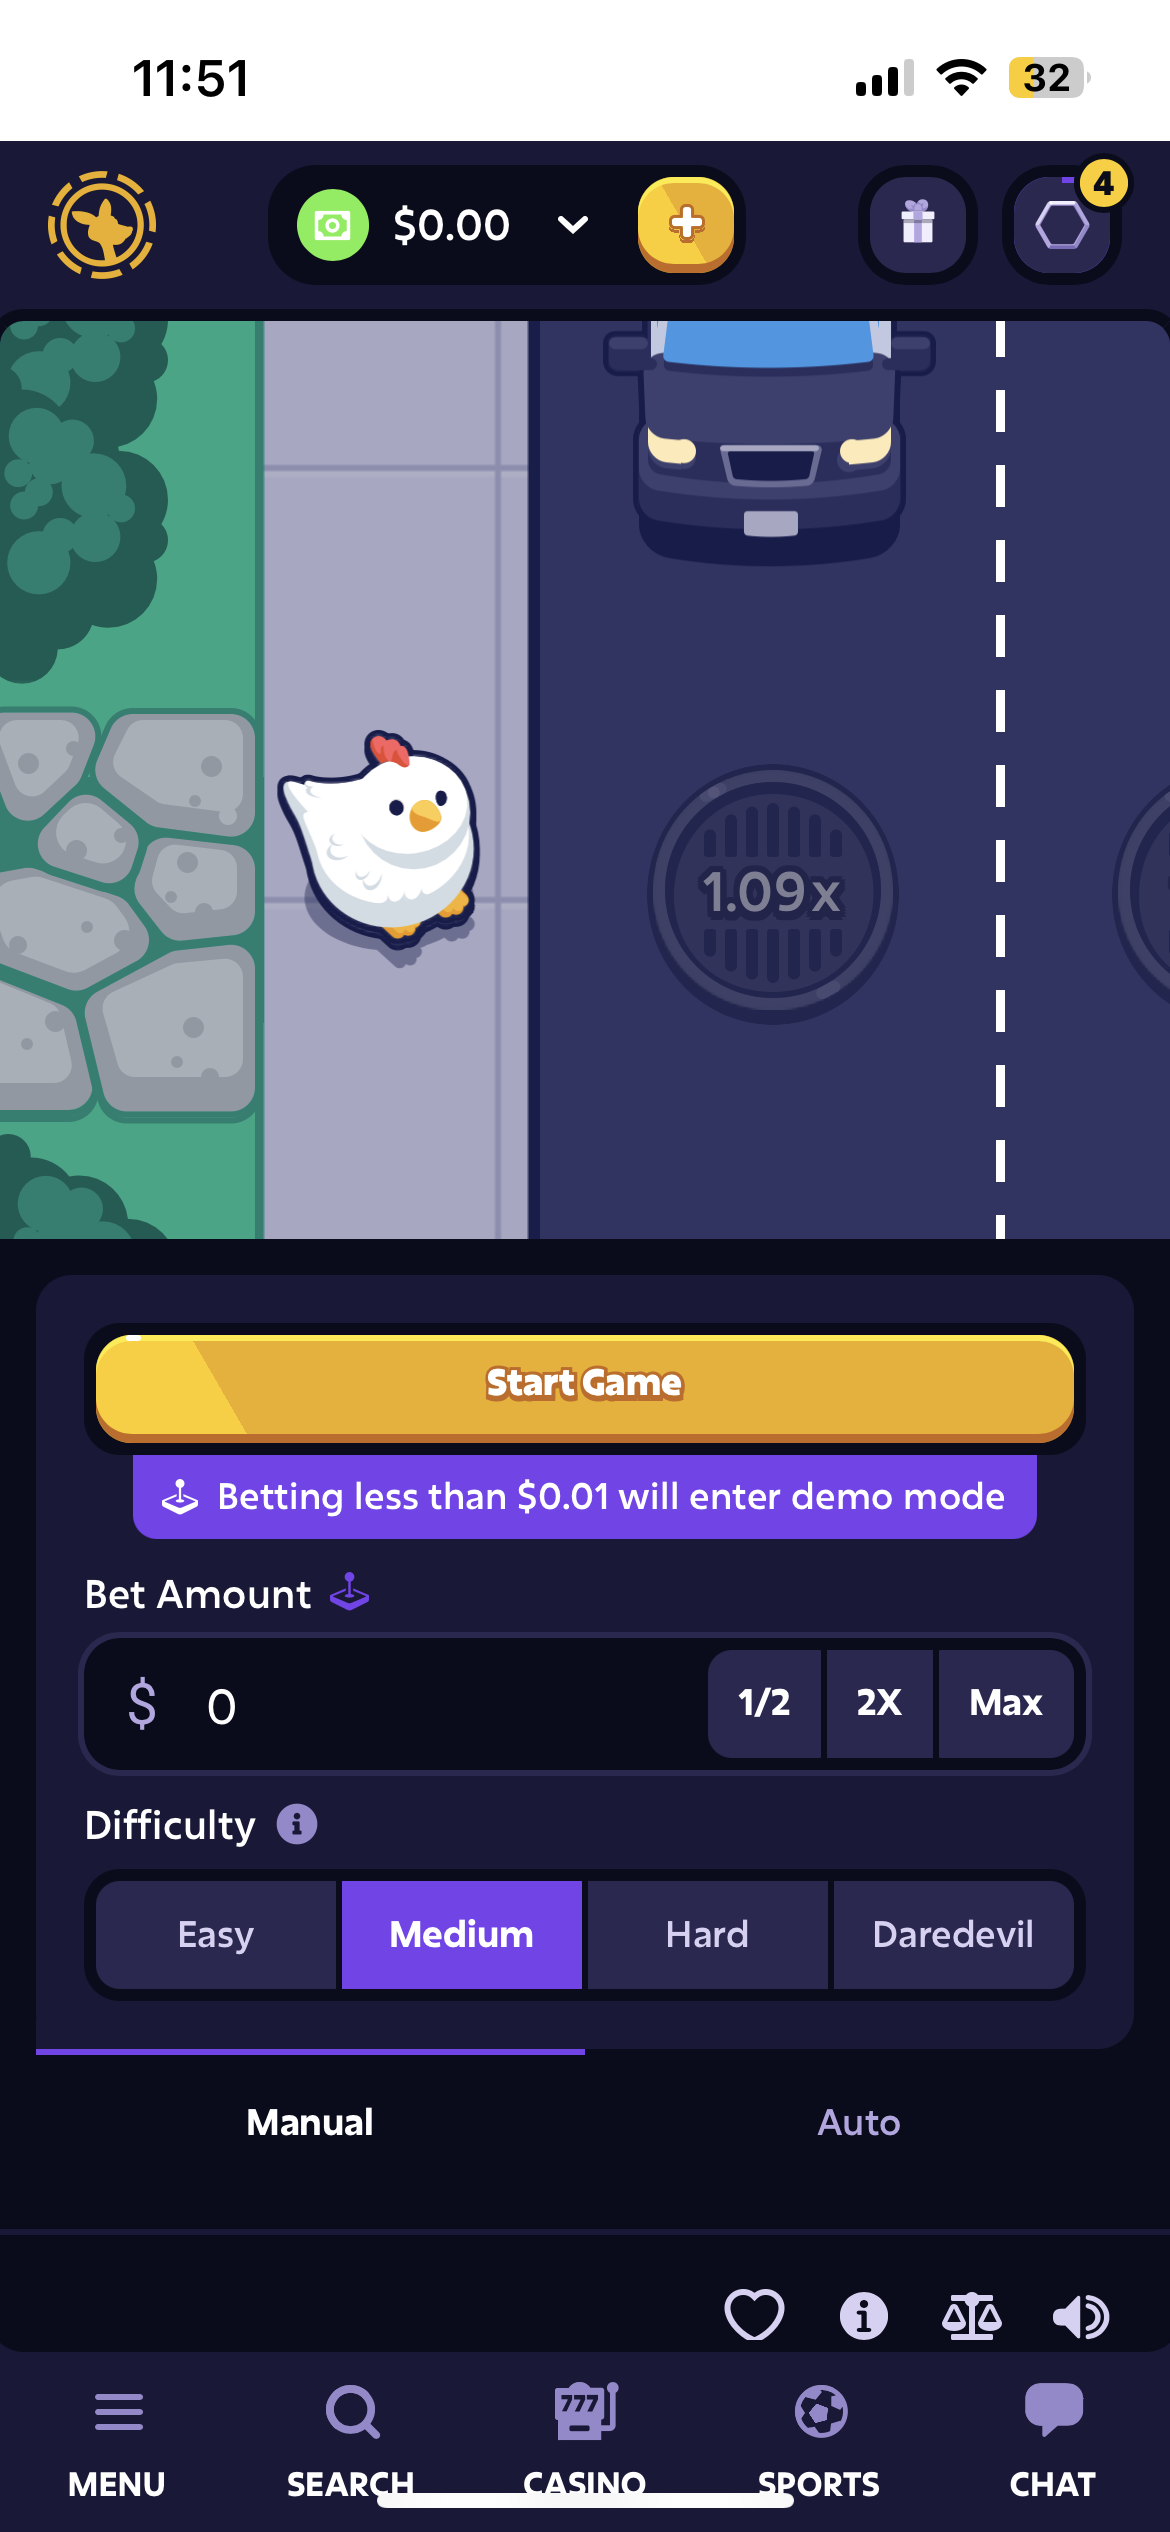 11:51
32
$0.00
4
1.09x
Start Game
Betting less than $0.01 will enter demo mode
Bet Amount
$ 0 1/2 2X Max
Difficulty
Easy Medium Hard Daredevil
Manual Auto
777
MENU SEARCH CASINO SPORTS CHAT